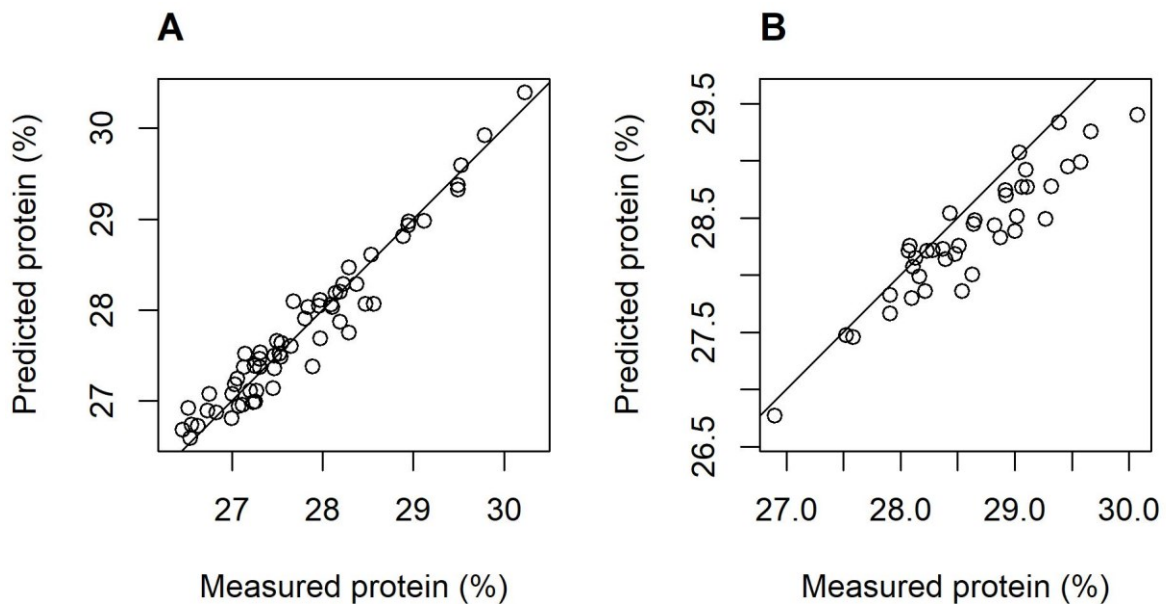 A
Predicted protein (%)
30
29
28
27
27 28 29 30
Measured protein (%)
B
Predicted protein (%)
29.5
28.5
27.5
26.5
27.0 28.0 29.0 30.0
Measured protein (%)